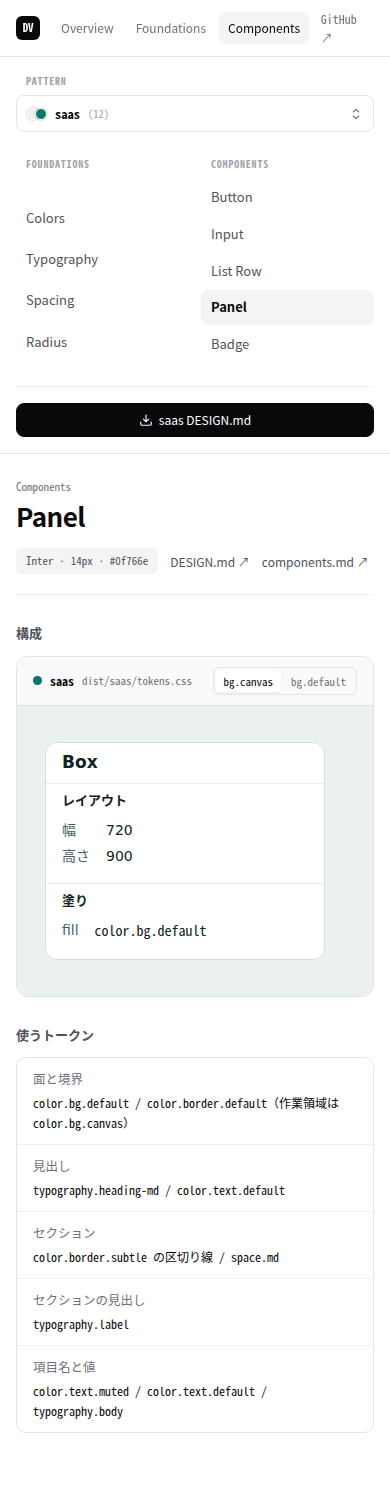 DV Overview Foundations Components GitHub ↗
PATTERN
saas (12)
FOUNDATIONS
Colors
Typography
Spacing
Radius
COMPONENTS
Button
Input
List Row
Panel
Badge
saas DESIGN.md
Components
Panel
Inter · 14px · #0f766e DESIGN.md ↗ components.md ↗
構成
saas dist/saas/tokens.css bg.canvas bg.default
Box
レイアウト
幅 720
高さ 900
塗り
fill color.bg.default
使うトークン
面と境界
color.bg.default / color.border.default（作業領域は
color.bg.canvas）
見出し
typography.heading-md / color.text.default
セクション
color.border.subtle の区切り線 / space.md
セクションの見出し
typography.label
項目名と値
color.text.muted / color.text.default /
typography.body